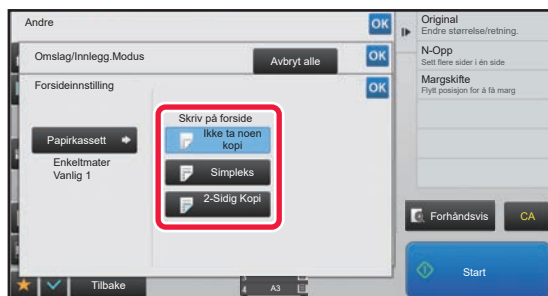 Andre
OK
Omslag/Innlegg.Modus
Avbryt alle
OK
Forsideinnstilling
OK
Skriv på forside
Papirkassett
Enkeltmater
Vanlig 1
Ikke ta noen
kopi
Simpleks
2-Sidig Kopi
Tilbake
A3
Original
Endre størrelse/retning.
N-Opp
Sett flere sider i én side
Margskifte
Flytt posisjon for å få marg
Forhåndsvis
CA
Start